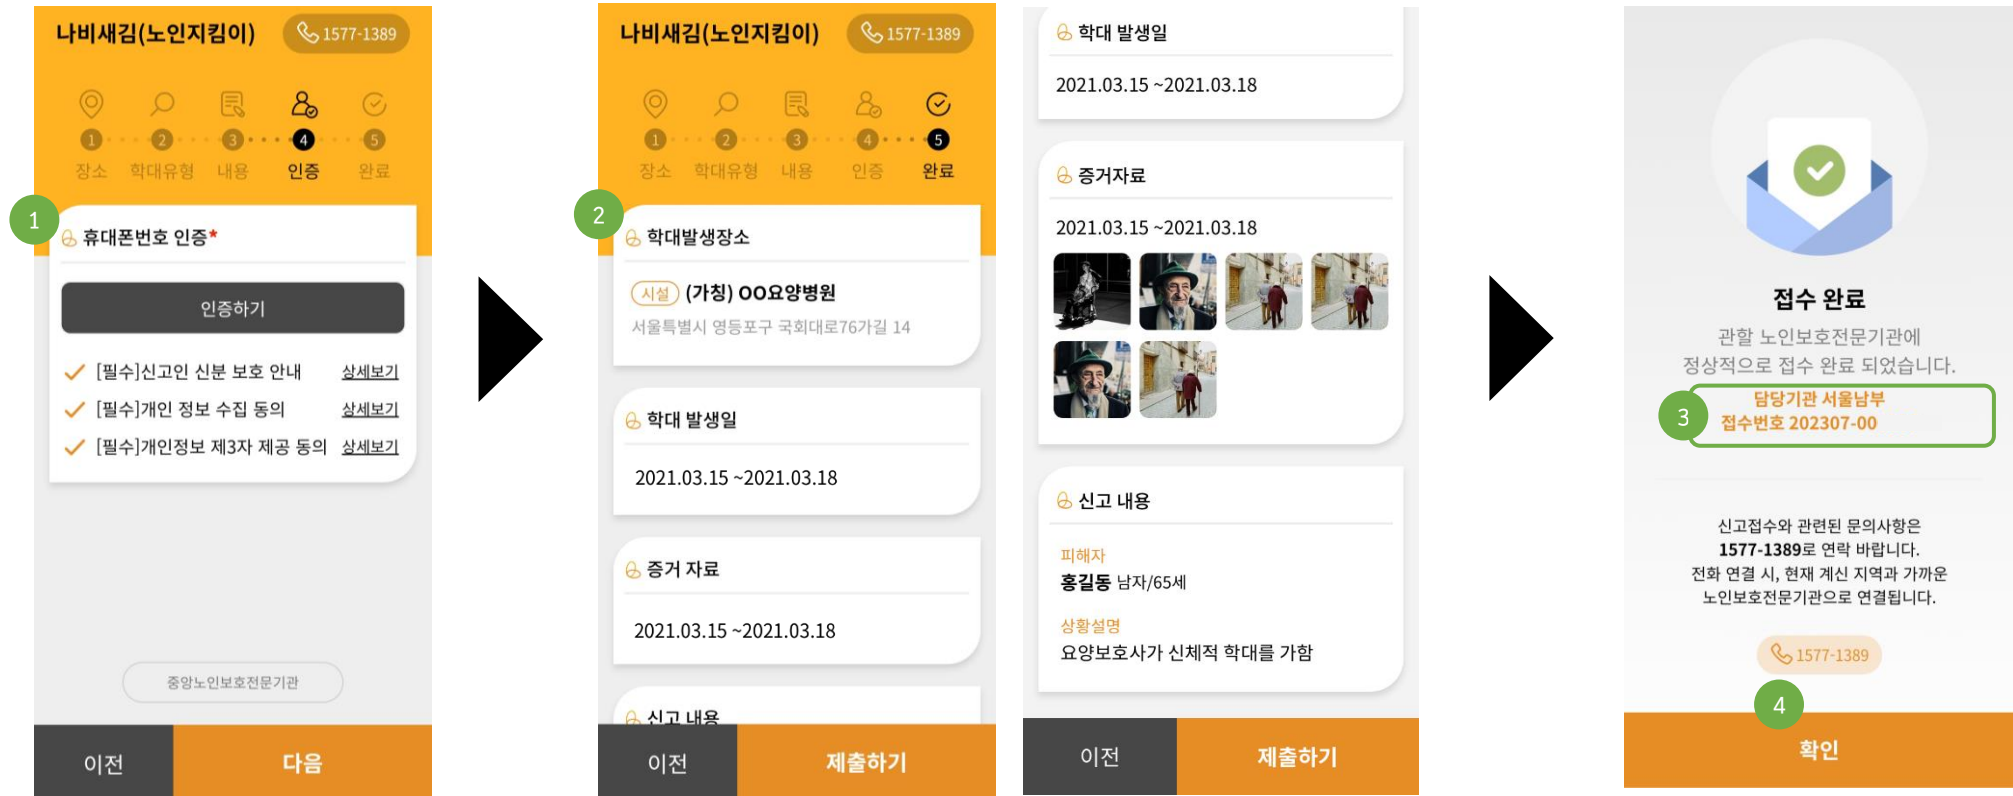 나비새김(노인지킴이)
1577-1389
1 2 3 4 5
장소 학대유형 내용 인증 완료
1
휴대폰번호 인증*
인증하기
[필수]신고인 신분 보호 안내 상세보기
[필수]개인 정보 수집 동의 상세보기
[필수]개인정보 제3자 제공 동의 상세보기
중앙노인보호전문기관
이전 다음
나비새김(노인지킴이)
1577-1389
1 2 3 4 5
장소 학대유형 내용 인증 완료
2
학대발생장소
시설 (가칭) OO요양병원
서울특별시 영등포구 국회대로76가길 14
학대 발생일
2021.03.15 ~2021.03.18
증거 자료
2021.03.15 ~2021.03.18
신고 내용
이전 제출하기
학대 발생일
2021.03.15 ~2021.03.18
증거자료
2021.03.15 ~2021.03.18
신고 내용
피해자
홍길동 남자/65세
상황설명
요양보호사가 신체적 학대를 가함
이전 제출하기
접수 완료
관할 노인보호전문기관에
정상적으로 접수 완료 되었습니다.
3
담당기관 서울남부
접수번호 202307-00
신고접수와 관련된 문의사항은
1577-1389로 연락 바랍니다.
전화 연결 시, 현재 계신 지역과 가까운
노인보호전문기관으로 연결됩니다.
1577-1389
4
확인